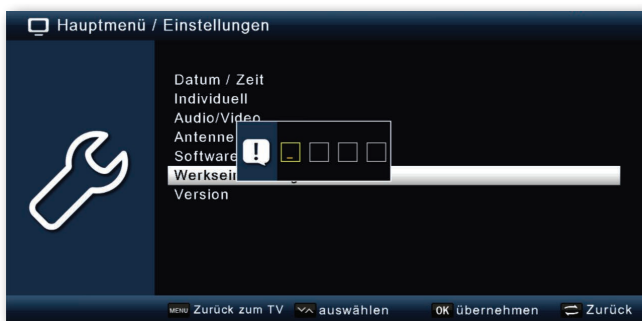 Hauptmenü / Einstellungen
Datum / Zeit
Individuell
Audio/Video
Antenne
Software
Version
MENU Zurück zum TV auswählen OK übernehmen Zurück